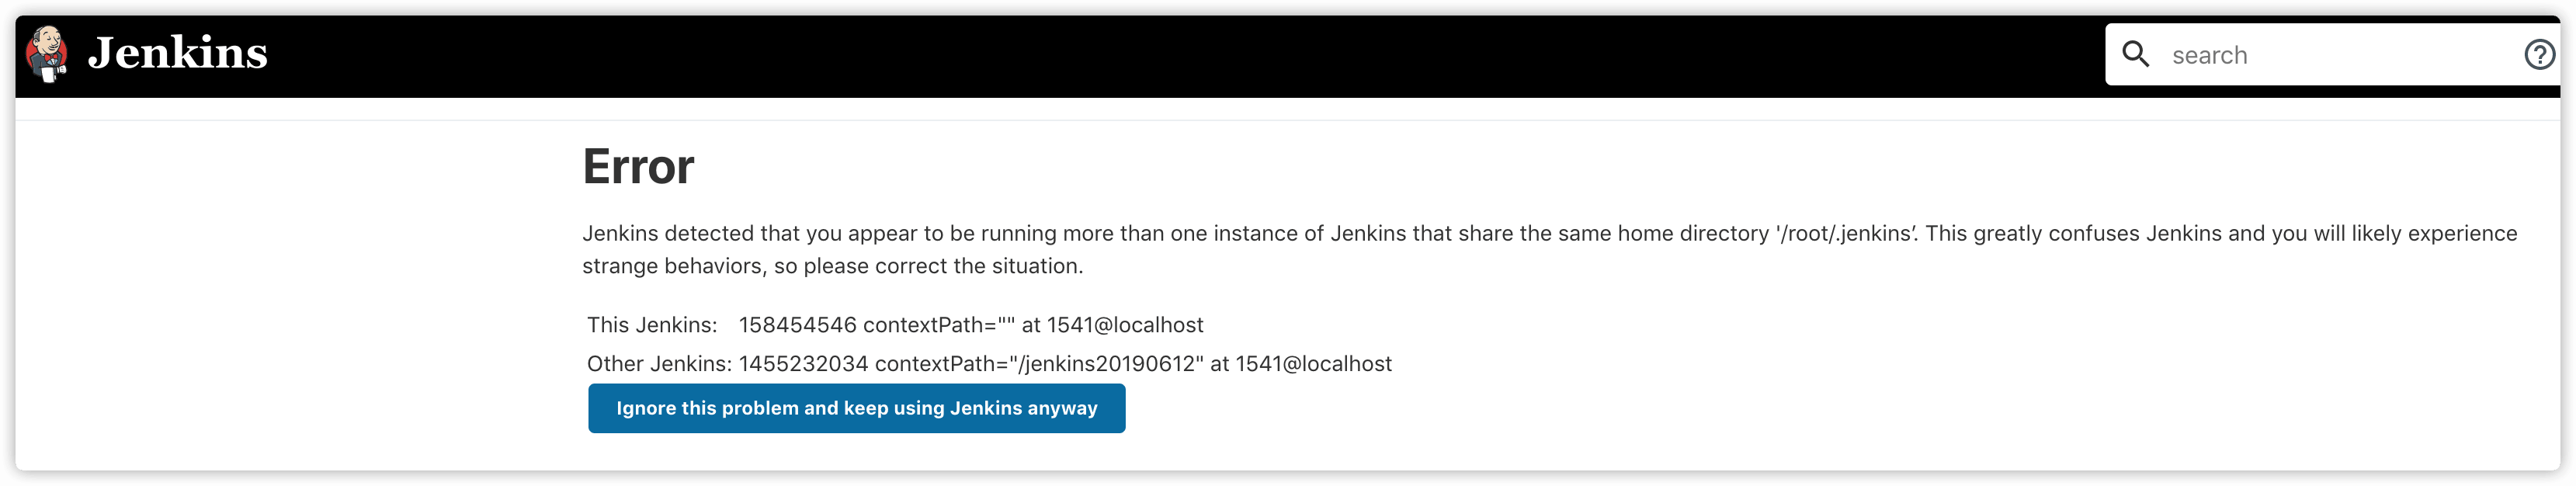 Jenkins
search
Error
Jenkins detected that you appear to be running more than one instance of Jenkins that share the same home directory '/root/.jenkins’. This greatly confuses Jenkins and you will likely experience
strange behaviors, so please correct the situation.
This Jenkins: 158454546 contextPath="" at 1541@localhost
Other Jenkins: 1455232034 contextPath="/jenkins20190612" at 1541@localhost
Ignore this problem and keep using Jenkins anyway